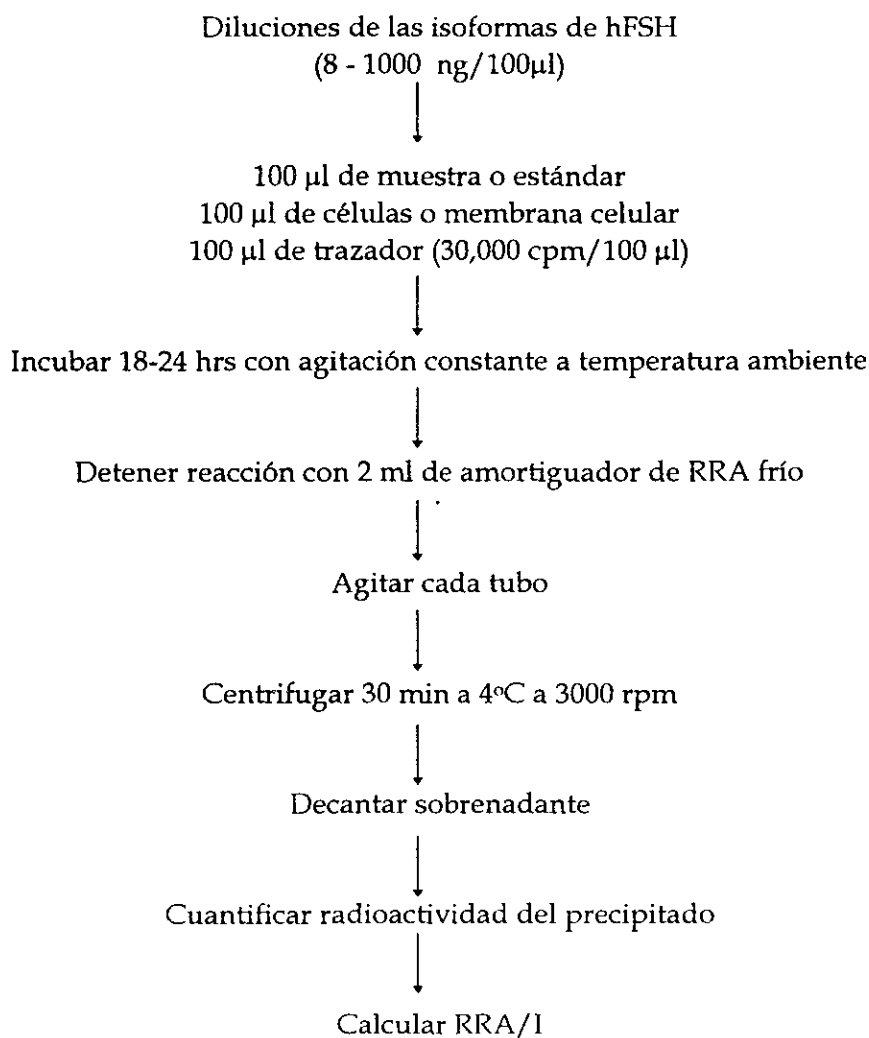 Diluciones de las isoformas de hFSH
(8 - 1000 ng/100µl)
100 µl de muestra o estándar
100 µl de células o membrana celular
100 µl de trazador (30,000 cpm/100 µl)
Incubar 18-24 hrs con agitación constante a temperatura ambiente
Detener reacción con 2 ml de amortiguador de RRA frío
Agitar cada tubo
Centrifugar 30 min a 4ºC a 3000 rpm
Decantar sobrenadante
Cuantificar radioactividad del precipitado
Calcular RRA/I